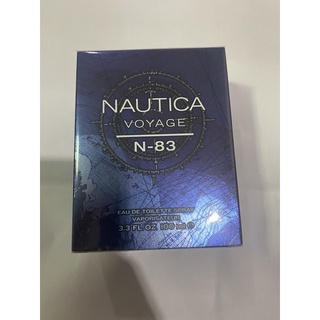 NAUTICA
VOYAGE
N-83
EAU DE TOILETTE SPRAY
VAPORISATEUR
3.3 FL.OZ. 100 ml ℮